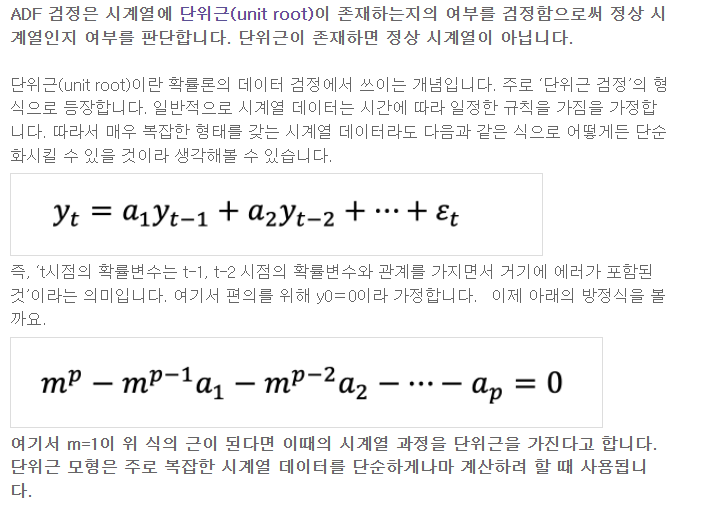 ADF 검정은 시계열에 단위근(unit root)이 존재하는지의 여부를 검정함으로써 정상 시
계열인지 여부를 판단합니다. 단위근이 존재하면 정상 시계열이 아닙니다.
단위근(unit root)이란 확률론의 데이터 검정에서 쓰이는 개념입니다. 주로 ‘단위근 검정’의 형
식으로 등장합니다. 일반적으로 시계열 데이터는 시간에 따라 일정한 규칙을 가짐을 가정합
니다. 따라서 매우 복잡한 형태를 갖는 시계열 데이터라도 다음과 같은 식으로 어떻게든 단순
화시킬 수 있을 것이라 생각해볼 수 있습니다.
yₜ = a₁yₜ₋₁ + a₂yₜ₋₂ + ⋯ + εₜ
즉, ‘t시점의 확률변수는 t-1, t-2 시점의 확률변수와 관계를 가지면서 거기에 에러가 포함된
것’이라는 의미입니다. 여기서 편의를 위해 y0=0이라 가정합니다. 이제 아래의 방정식을 볼
까요.
mᵖ − mᵖ⁻¹a₁ − mᵖ⁻²a₂ − ⋯ − aₚ = 0
여기서 m=1이 위 식의 근이 된다면 이때의 시계열 과정을 단위근을 가진다고 합니다.
단위근 모형은 주로 복잡한 시계열 데이터를 단순하게나마 계산하려 할 때 사용됩니
다.